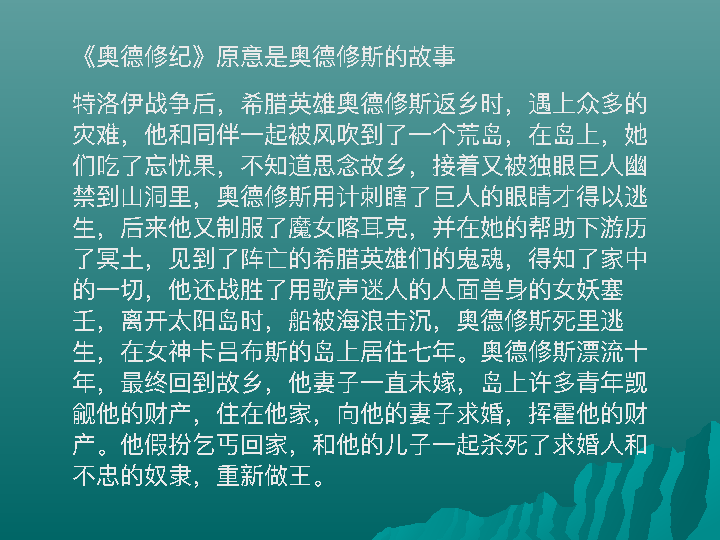 《奥德修纪》原意是奥德修斯的故事
特洛伊战争后，希腊英雄奥德修斯返乡时，遇上众多的
灾难，他和同伴一起被风吹到了一个荒岛，在岛上，她
们吃了忘忧果，不知道思念故乡，接着又被独眼巨人幽
禁到山洞里，奥德修斯用计刺瞎了巨人的眼睛才得以逃
生，后来他又制服了魔女喀耳克，并在她的帮助下游历
了冥土，见到了阵亡的希腊英雄们的鬼魂，得知了家中
的一切，他还战胜了用歌声迷人的人面兽身的女妖塞
壬，离开太阳岛时，船被海浪击沉，奥德修斯死里逃
生，在女神卡吕布斯的岛上居住七年。奥德修斯漂流十
年，最终回到故乡，他妻子一直未嫁，岛上许多青年觊
觎他的财产，住在他家，向他的妻子求婚，挥霍他的财
产。他假扮乞丐回家，和他的儿子一起杀死了求婚人和
不忠的奴隶，重新做王。